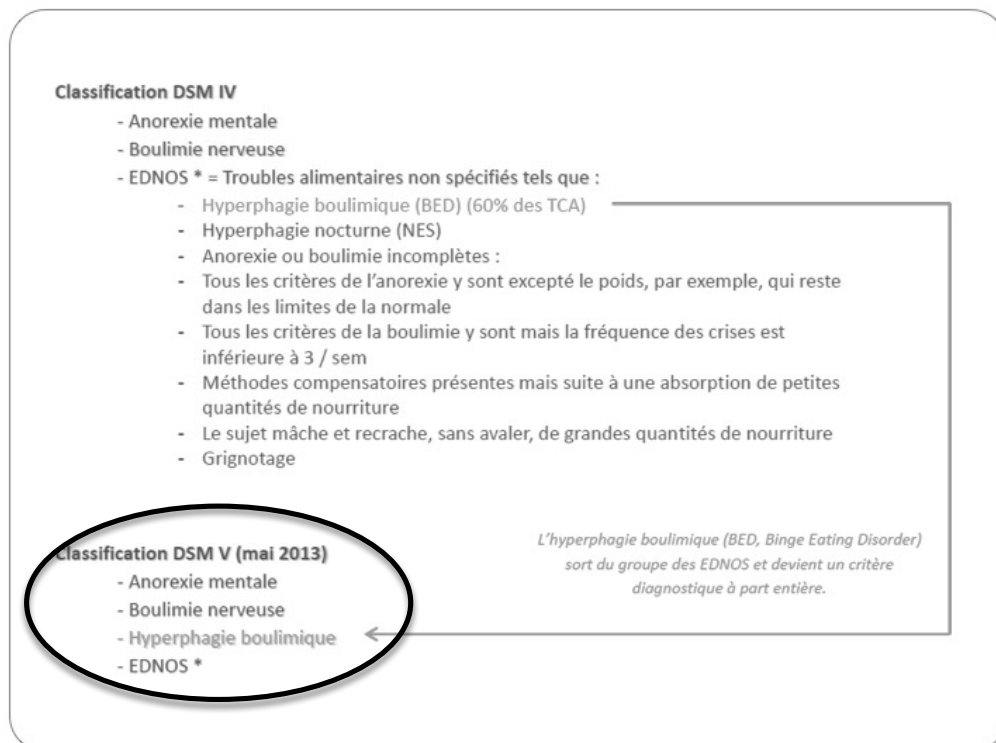 Classification DSM IV
- Anorexie mentale
- Boulimie nerveuse
- EDNOS * = Troubles alimentaires non spécifiés tels que :
- Hyperphagie boulimique (BED) (60% des TCA)
- Hyperphagie nocturne (NES)
- Anorexie ou boulimie incomplètes :
- Tous les critères de l'anorexie y sont excepté le poids, par exemple, qui reste
dans les limites de la normale
- Tous les critères de la boulimie y sont mais la fréquence des crises est
inférieure à 3 / sem
- Méthodes compensatoires présentes mais suite à une absorption de petites
quantités de nourriture
- Le sujet mâche et recrache, sans avaler, de grandes quantités de nourriture
- Grignotage
Classification DSM V (mai 2013)
- Anorexie mentale
- Boulimie nerveuse
- Hyperphagie boulimique
- EDNOS *
L'hyperphagie boulimique (BED, Binge Eating Disorder)
sort du groupe des EDNOS et devient un critère
diagnostique à part entière.